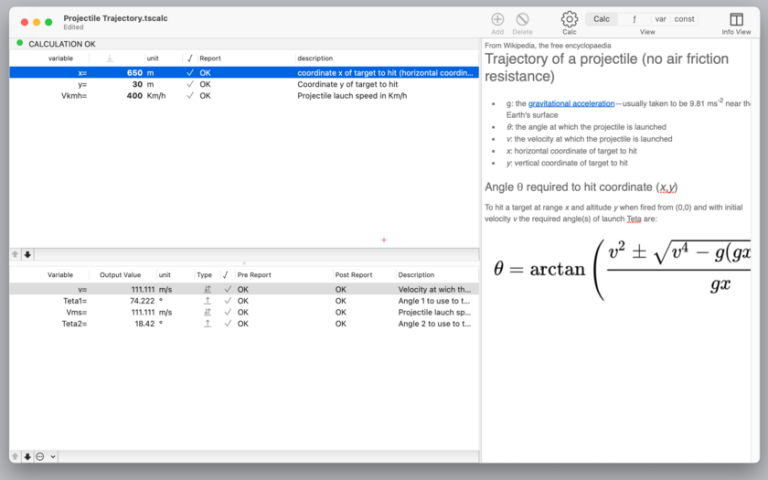 Projectile Trajectory.tscalc
Edited
Add
Delete
Calc
Calc
ƒ
var
const
View
Info View
CALCULATION OK
variable unit √ Report description
x= 650 m ✓ OK coordinate x of target to hit (horizontal coordin...
y= 30 m ✓ OK Coordinate y of target to hit
Vkmh= 400 Km/h ✓ OK Projectile lauch speed in Km/h
Variable Output Value unit Type √ Pre Report Post Report Description
v= 111.111 m/s ✓ OK OK Velocity at wich th...
Teta1= 74.222 ° ✓ OK OK Angle 1 to use to t...
Vms= 111.111 m/s ✓ OK OK Projectile lauch sp...
Teta2= 18.42 ° ✓ OK OK Angle 2 to use to t...
From Wikipedia, the free encyclopaedia
Trajectory of a projectile (no air friction
resistance)
• g: the gravitational acceleration—usually taken to be 9.81 ms⁻² near the
Earth's surface
• θ: the angle at which the projectile is launched
• v: the velocity at which the projectile is launched
• x: horizontal coordinate of target to hit
• y: vertical coordinate of target to hit
Angle θ required to hit coordinate (x,y)
To hit a target at range x and altitude y when fired from (0,0) and with initial
velocity v the required angle(s) of launch Teta are:
θ = arctan ( v² ± √v⁴ − g(gx
gx